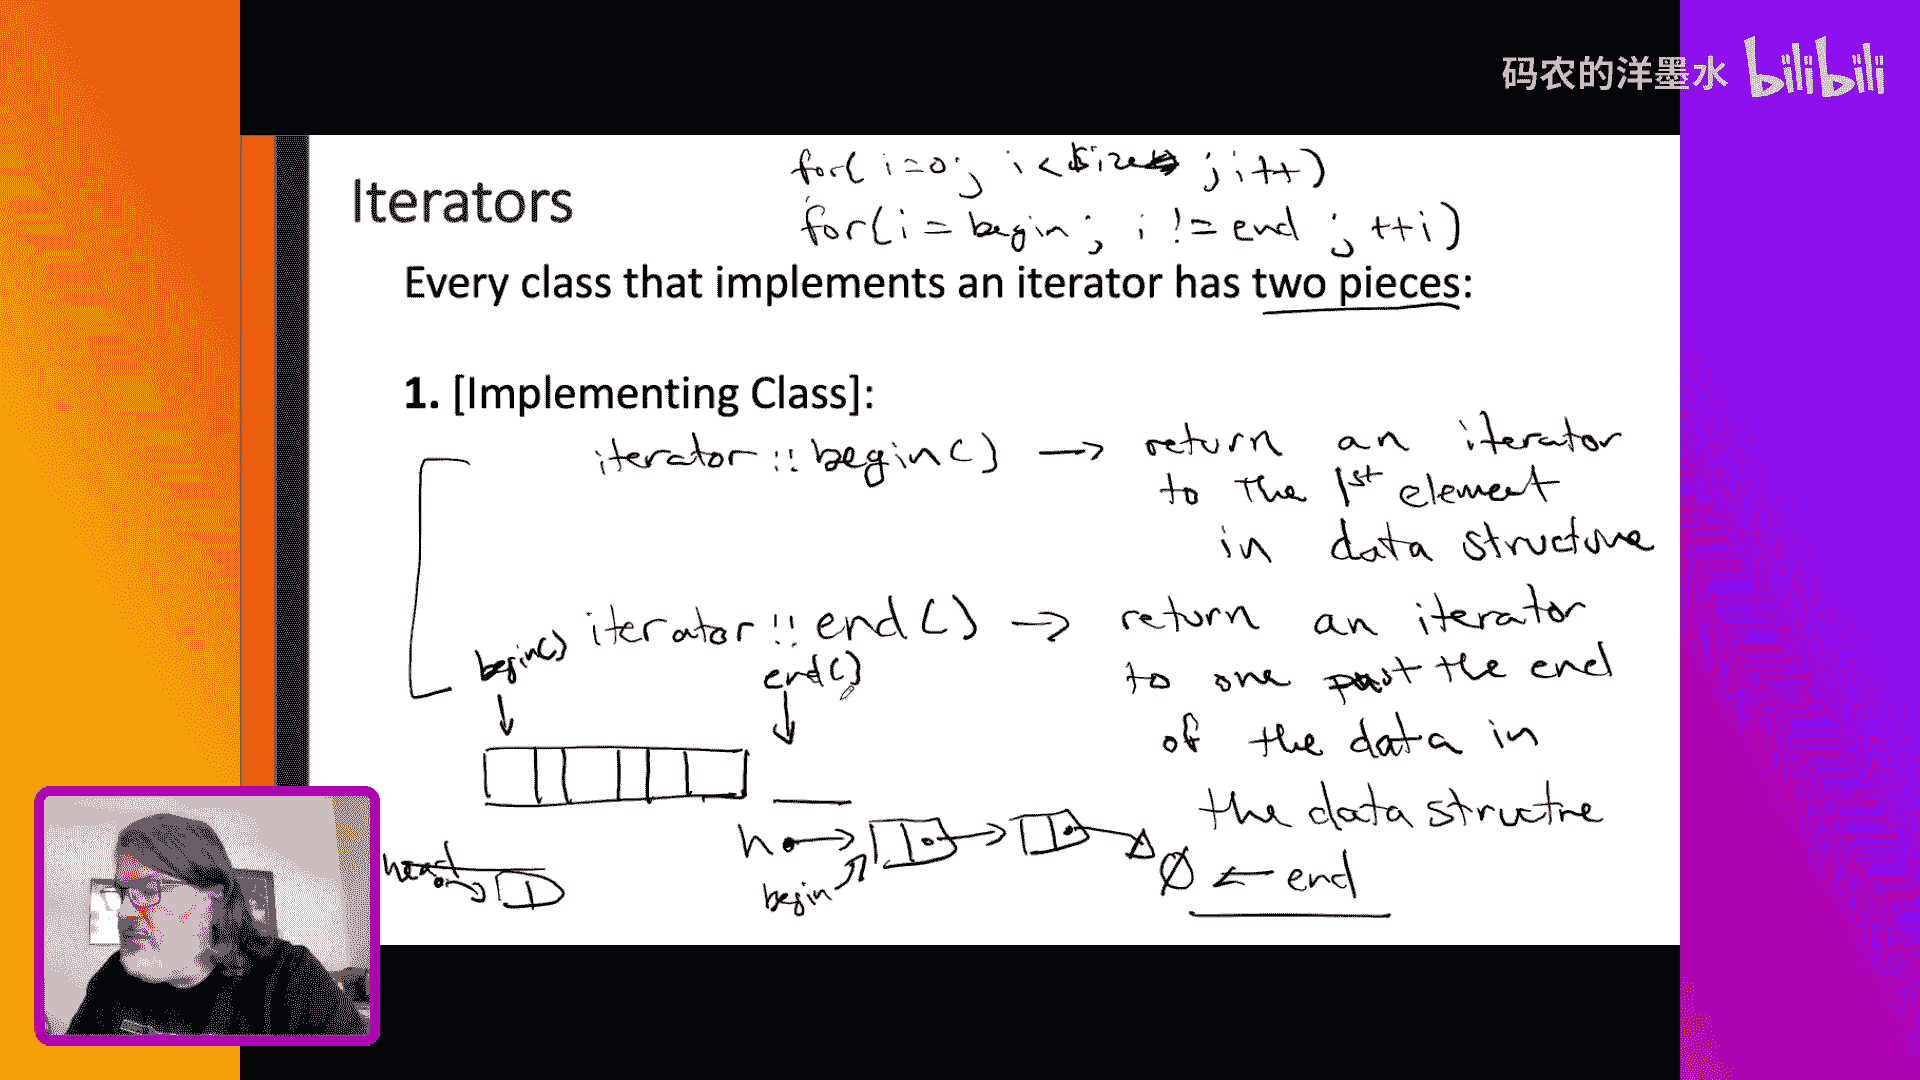 码农的洋墨水 bilibili
for( i=0; i<size ; i++)
Iterators
for(i = begin ; i != end ; ++i)
Every class that implements an iterator has two pieces:
1. [Implementing Class]:
iterator :: begin() → return an iterator
to the 1st element
in data structure
iterator :: end() → return an iterator
begin() end() to one past the end
of the data in
the data structre
h
head
begin
∅ ← end